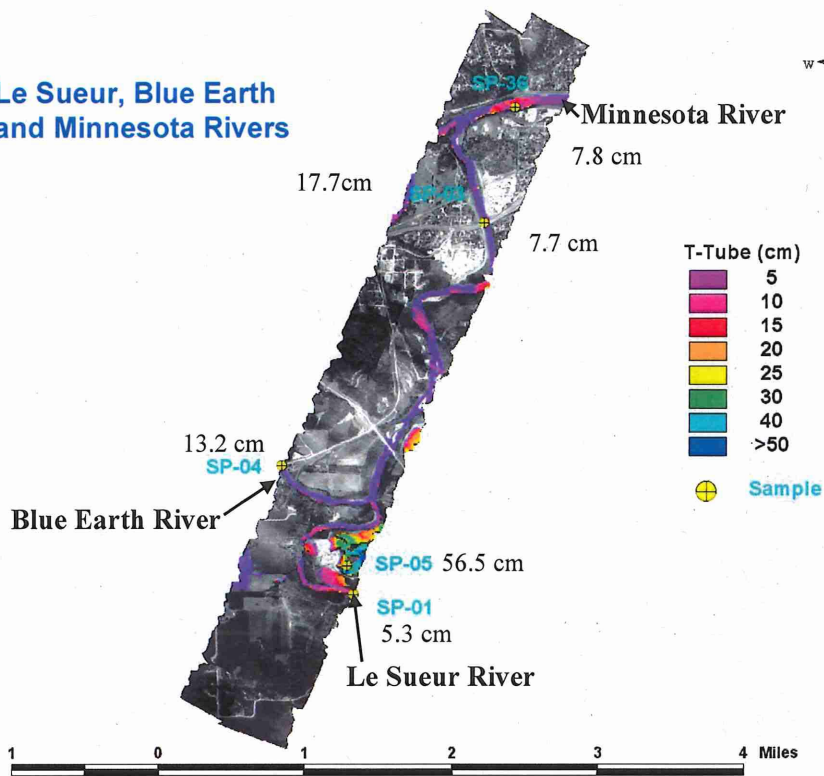 Le Sueur, Blue Earth
and Minnesota Rivers
W
SP-36
Minnesota River
7.8 cm
17.7cm
7.7 cm
T-Tube (cm)
5
10
15
20
25
30
40
>50
Sample
13.2 cm
SP-04
Blue Earth River
SP-05 56.5 cm
SP-01
5.3 cm
Le Sueur River
1 0 1 2 3 4 Miles